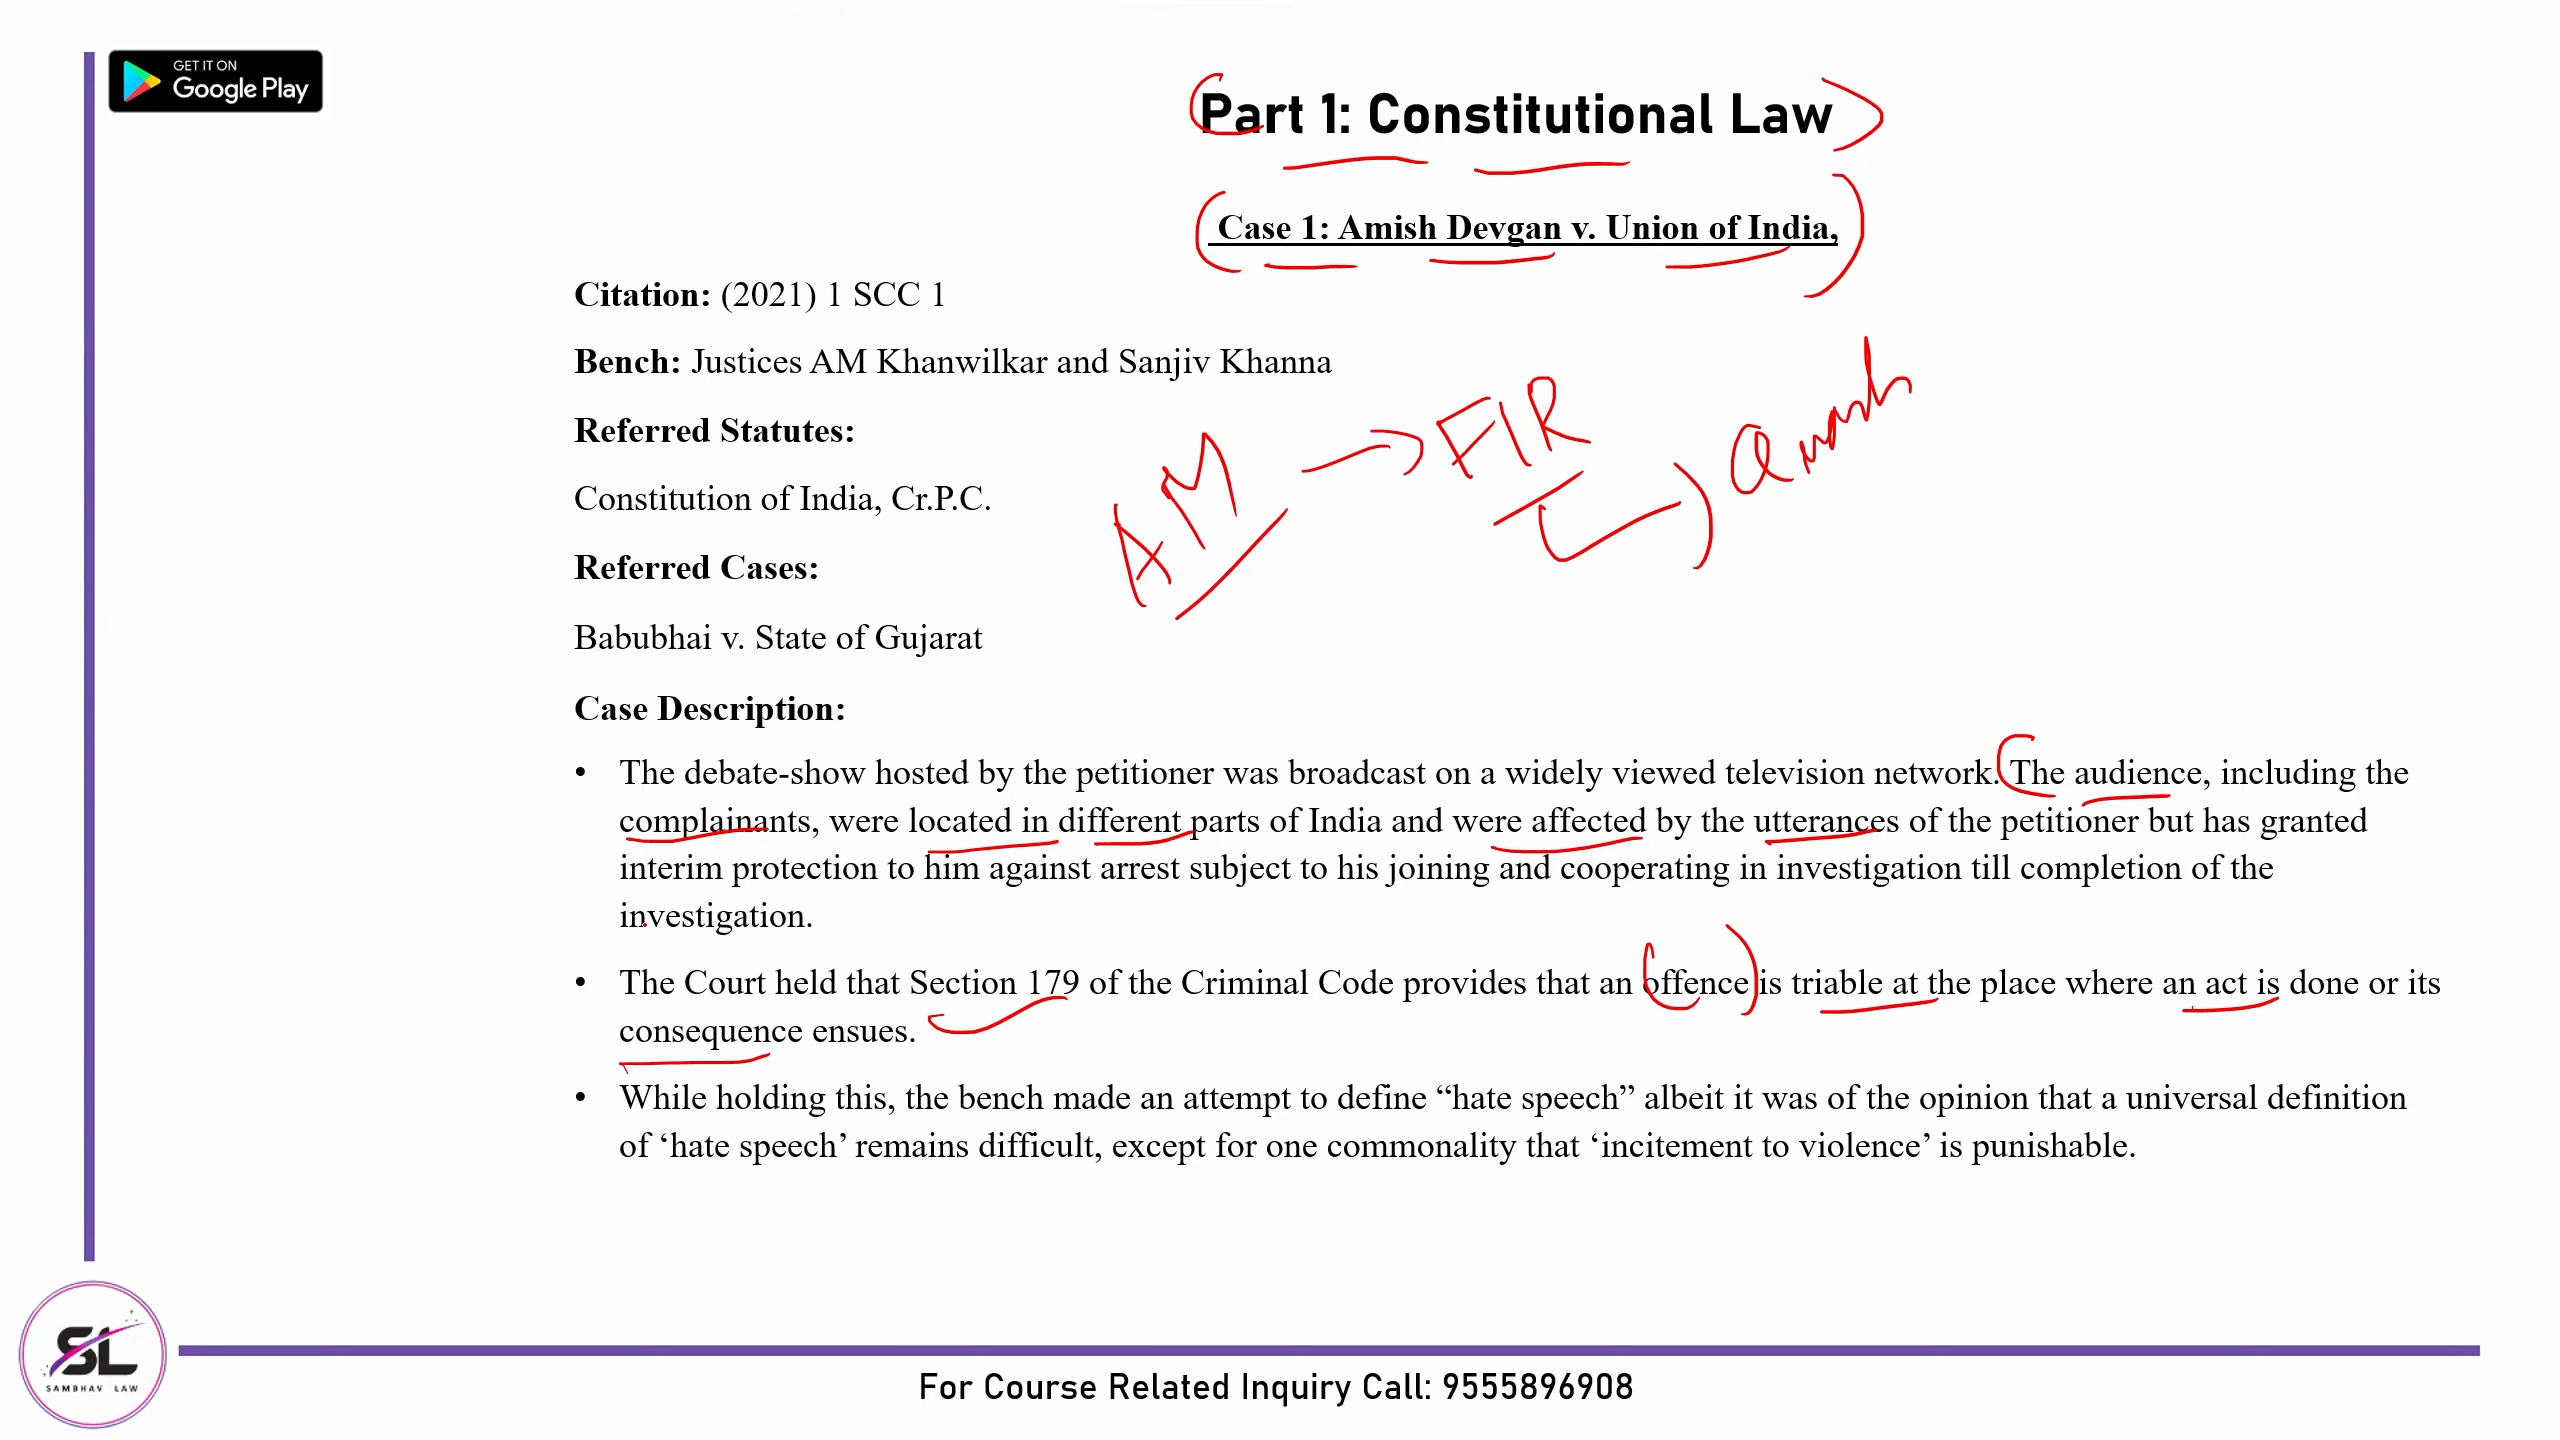 GET IT ON
Google Play
Part 1: Constitutional Law
Case 1: Amish Devgan v. Union of India,
Citation: (2021) 1 SCC 1
Bench: Justices AM Khanwilkar and Sanjiv Khanna
Referred Statutes:
AM
FIR
Quash
Constitution of India, Cr.P.C.
Referred Cases:
Babubhai v. State of Gujarat
Case Description:
• The debate-show hosted by the petitioner was broadcast on a widely viewed television network. The audience, including the
complainants, were located in different parts of India and were affected by the utterances of the petitioner but has granted
interim protection to him against arrest subject to his joining and cooperating in investigation till completion of the
investigation.
• The Court held that Section 179 of the Criminal Code provides that an offence is triable at the place where an act is done or its
consequence ensues.
• While holding this, the bench made an attempt to define “hate speech” albeit it was of the opinion that a universal definition
of ‘hate speech’ remains difficult, except for one commonality that ‘incitement to violence’ is punishable.
SL
SAMBHAV LAW
For Course Related Inquiry Call: 9555896908